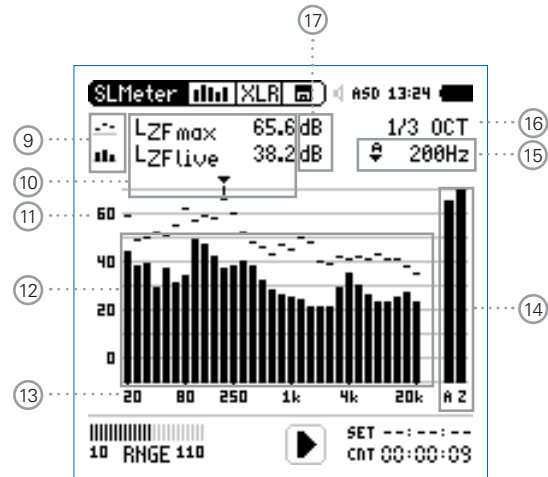 17
SLMeter XLR ASD 13:24
9
LZFmax 65.6 dB
LZFlive 38.2 dB
1/3 OCT
16
200Hz
15
10
11
60
40
12
20
14
0
13
20 80 250 1k 4k 20k A Z
10 RNGE 110
SET --:--:--
CNT 00:00:09